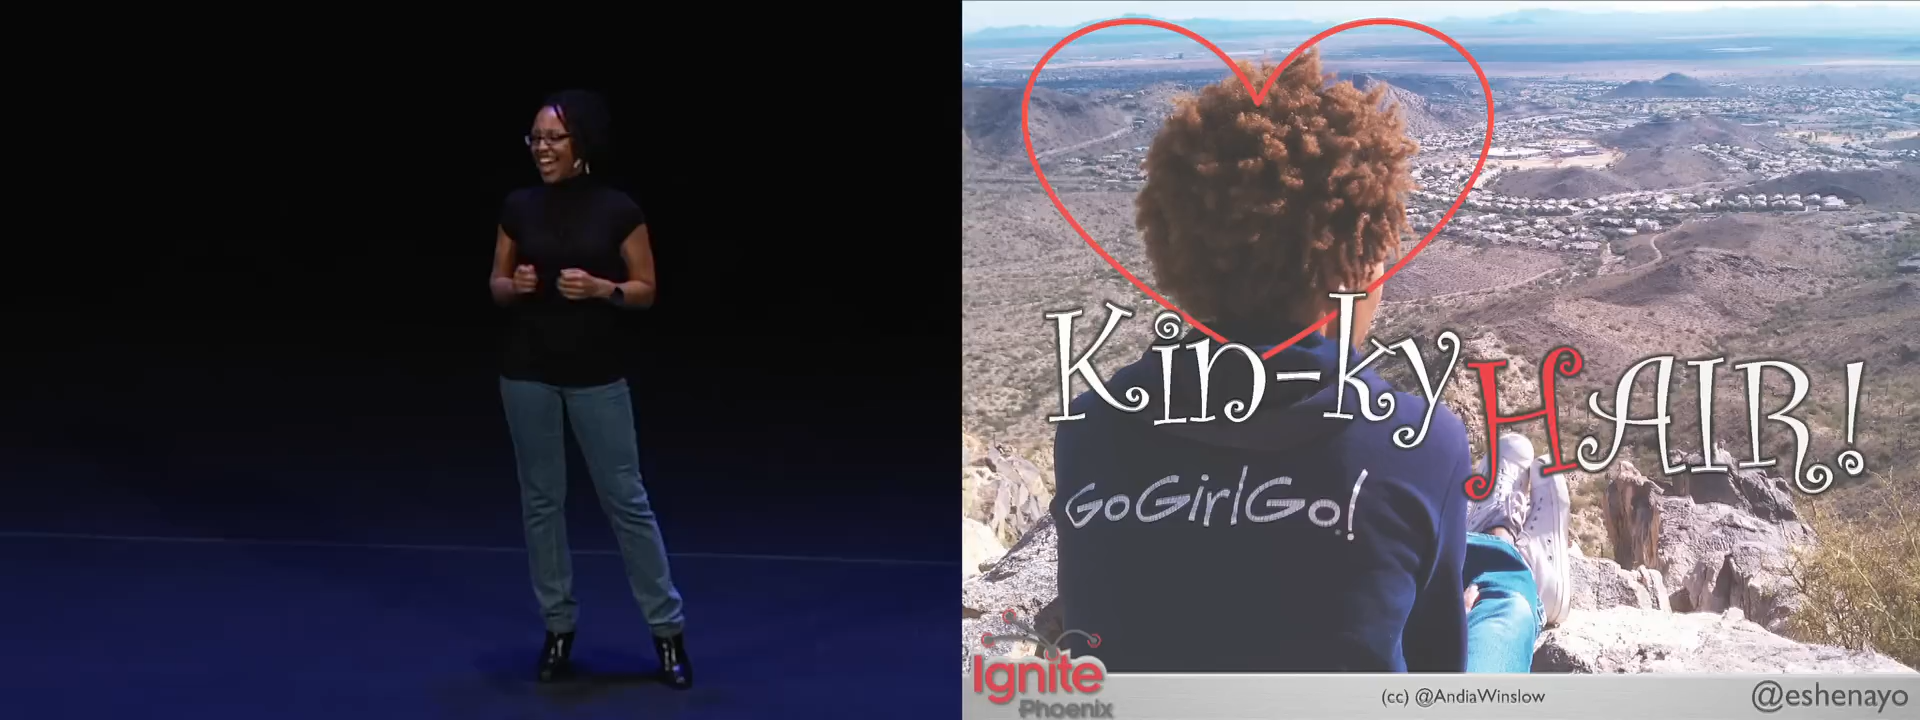 Kin-ky HAIR!
GoGirlGo!
Ignite
Phoenix
(cc) @AndiaWinslow
@eshenayo